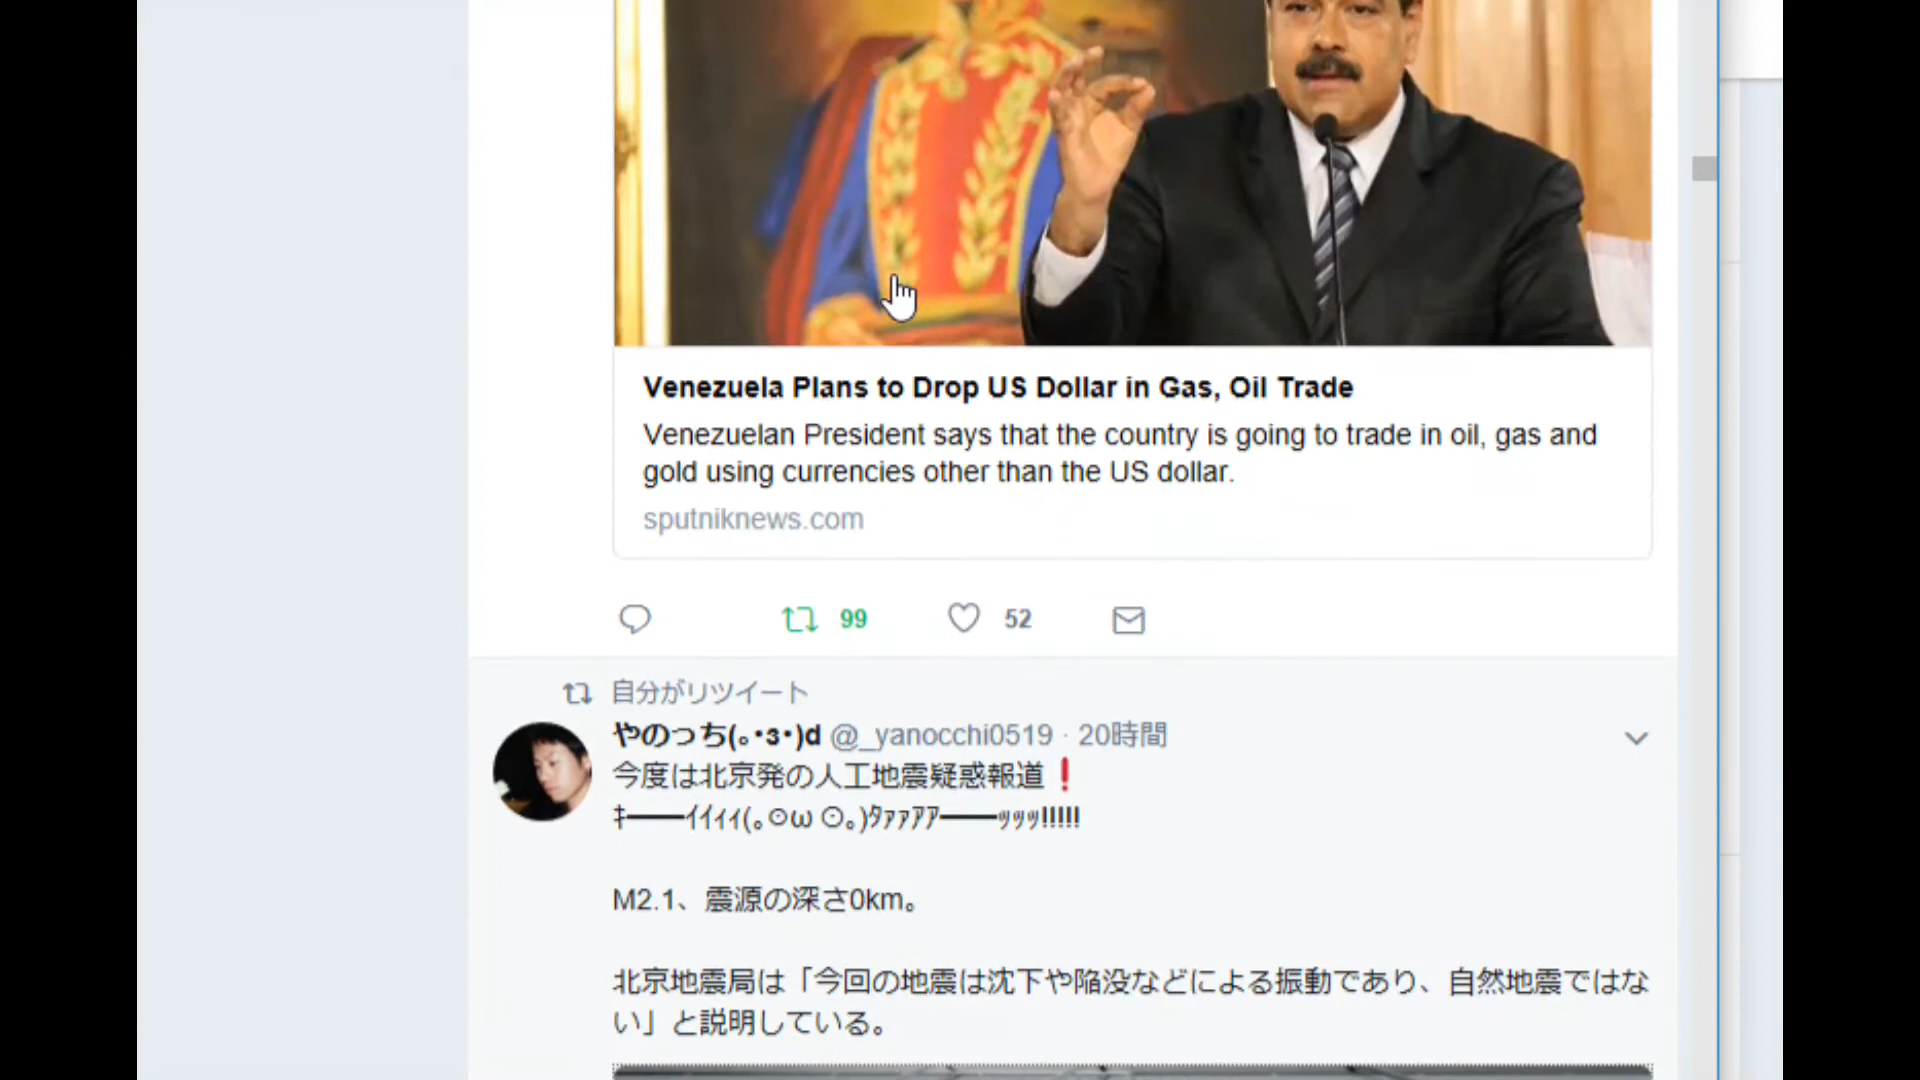 Venezuela Plans to Drop US Dollar in Gas, Oil Trade
Venezuelan President says that the country is going to trade in oil, gas and
gold using currencies other than the US dollar.
sputniknews.com
99 52
自分がリツイート
やのっち(｡･з･)d @_yanocchi0519 · 20時間
今度は北京発の人工地震疑惑報道❗
ｷ━━ｲｲｨｨ(｡⊙ω⊙｡)ﾀｧｧｱｱ━━ｯｯｯ!!!!!
M2.1、震源の深さ0km。
北京地震局は「今回の地震は沈下や陥没などによる振動であり、自然地震ではな
い」と説明している。